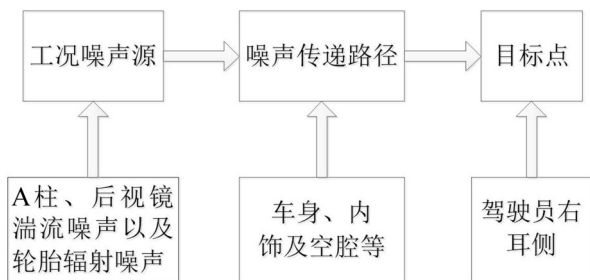 工况噪声源
噪声传递路径
目标点
A柱、后视镜
湍流噪声以及
轮胎辐射噪声
车身、内
饰及空腔等
驾驶员右
耳侧